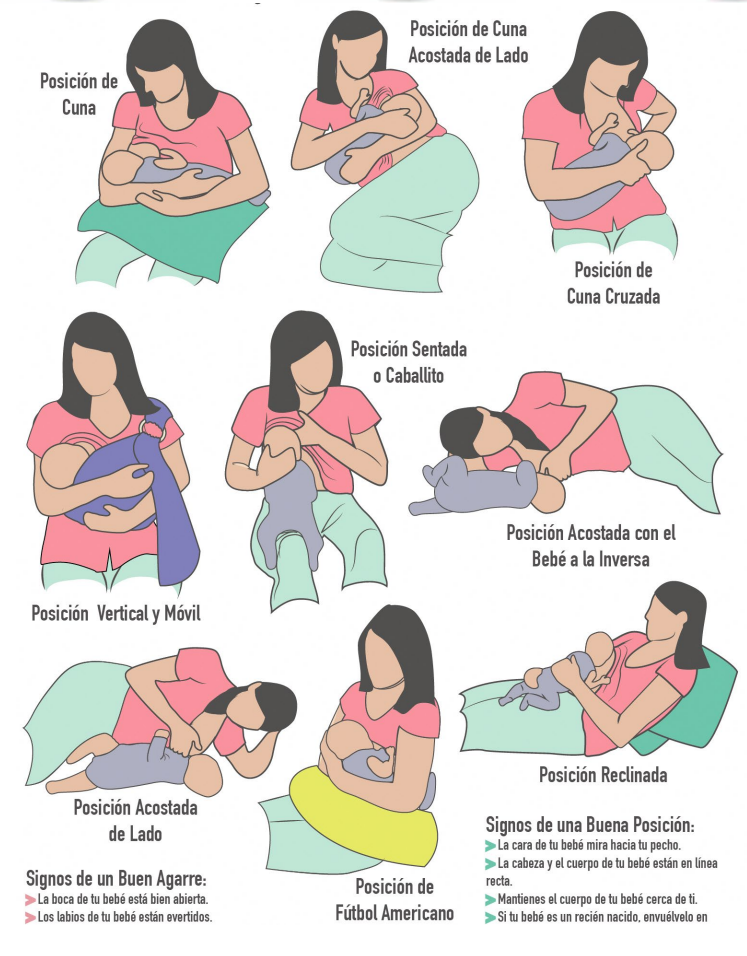 Posición de
Cuna
Posición de Cuna
Acostada de Lado
Posición de
Cuna Cruzada
Posición Sentada
o Caballito
Posición Acostada con el
Bebé a la Inversa
Posición Vertical y Móvil
Posición Reclinada
Posición Acostada
de Lado
Posición de
Fútbol Americano
Signos de un Buen Agarre:
La boca de tu bebé está bien abierta.
Los labios de tu bebé están evertidos.
Signos de una Buena Posición:
La cara de tu bebé mira hacia tu pecho.
La cabeza y el cuerpo de tu bebé están en línea
recta.
Mantienes el cuerpo de tu bebé cerca de ti.
Si tu bebé es un recién nacido, envuélvelo en